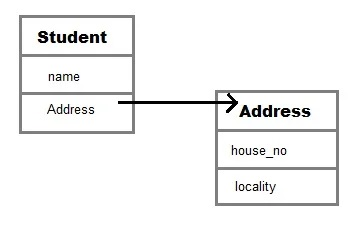 Student
name
Address
Address
house_no
locality